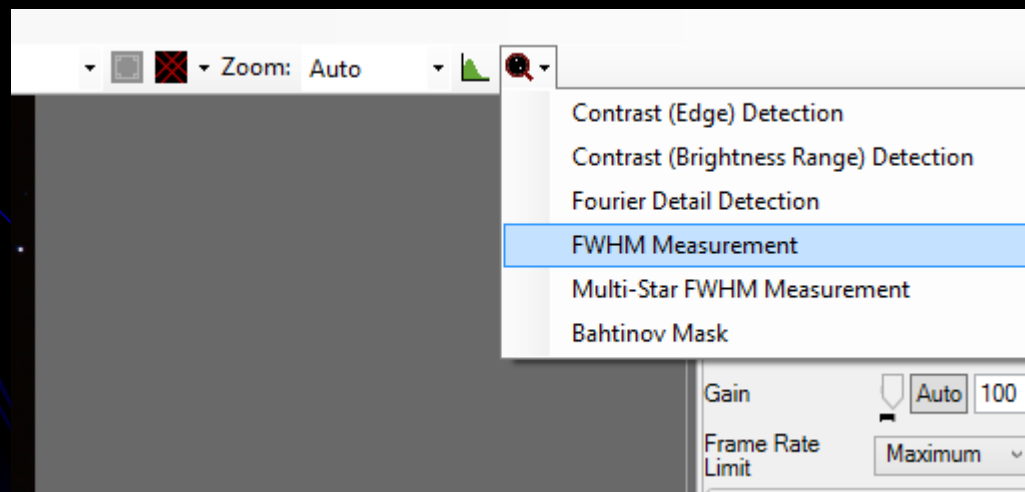 Zoom: Auto
Contrast (Edge) Detection
Contrast (Brightness Range) Detection
Fourier Detail Detection
FWHM Measurement
Multi-Star FWHM Measurement
Bahtinov Mask
Gain Auto 100
Frame Rate
Limit Maximum